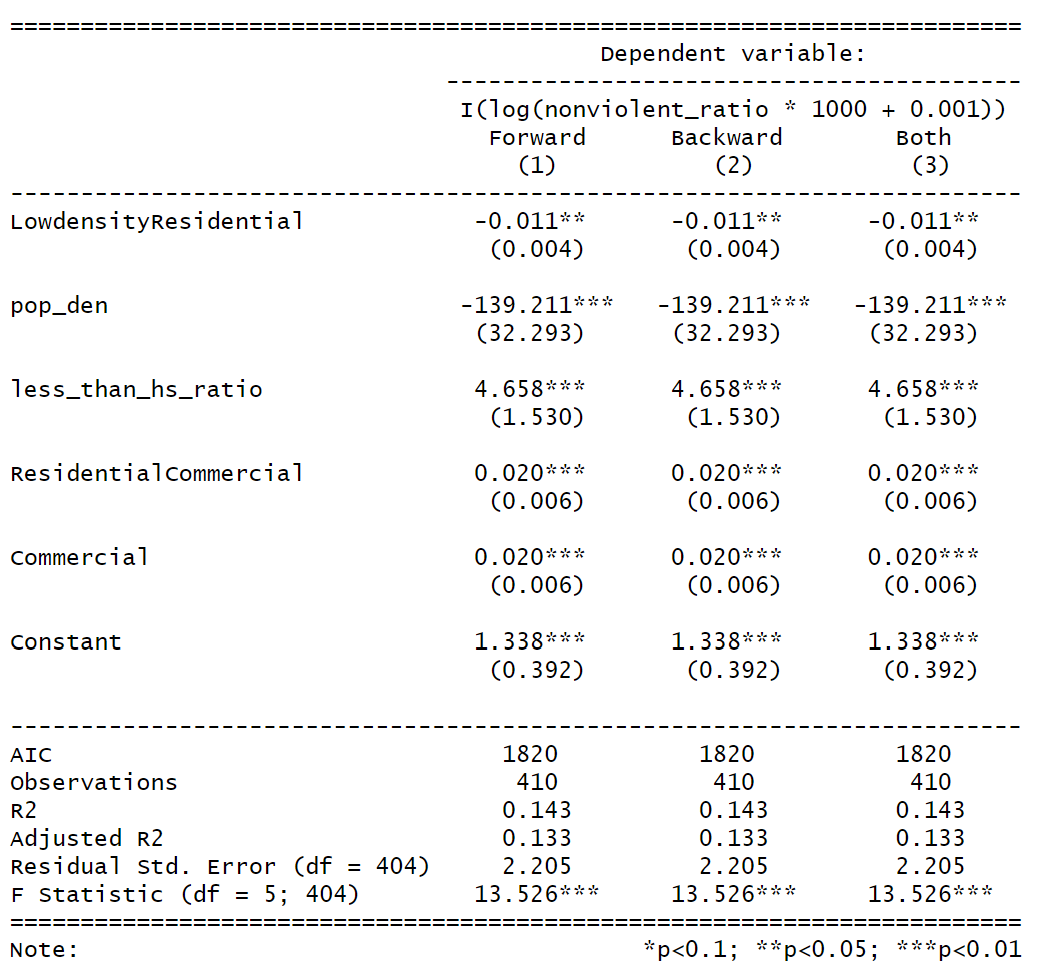 ========================================================================
Dependent variable:
-----------------------------------------
I(log(nonviolent_ratio * 1000 + 0.001))
Forward Backward Both
(1) (2) (3)
------------------------------------------------------------------------
LowdensityResidential -0.011** -0.011** -0.011**
(0.004) (0.004) (0.004)
pop_den -139.211*** -139.211*** -139.211***
(32.293) (32.293) (32.293)
less_than_hs_ratio 4.658*** 4.658*** 4.658***
(1.530) (1.530) (1.530)
ResidentialCommercial 0.020*** 0.020*** 0.020***
(0.006) (0.006) (0.006)
Commercial 0.020*** 0.020*** 0.020***
(0.006) (0.006) (0.006)
Constant 1.338*** 1.338*** 1.338***
(0.392) (0.392) (0.392)
------------------------------------------------------------------------
AIC 1820 1820 1820
Observations 410 410 410
R2 0.143 0.143 0.143
Adjusted R2 0.133 0.133 0.133
Residual Std. Error (df = 404) 2.205 2.205 2.205
F Statistic (df = 5; 404) 13.526*** 13.526*** 13.526***
========================================================================
Note: *p<0.1; **p<0.05; ***p<0.01